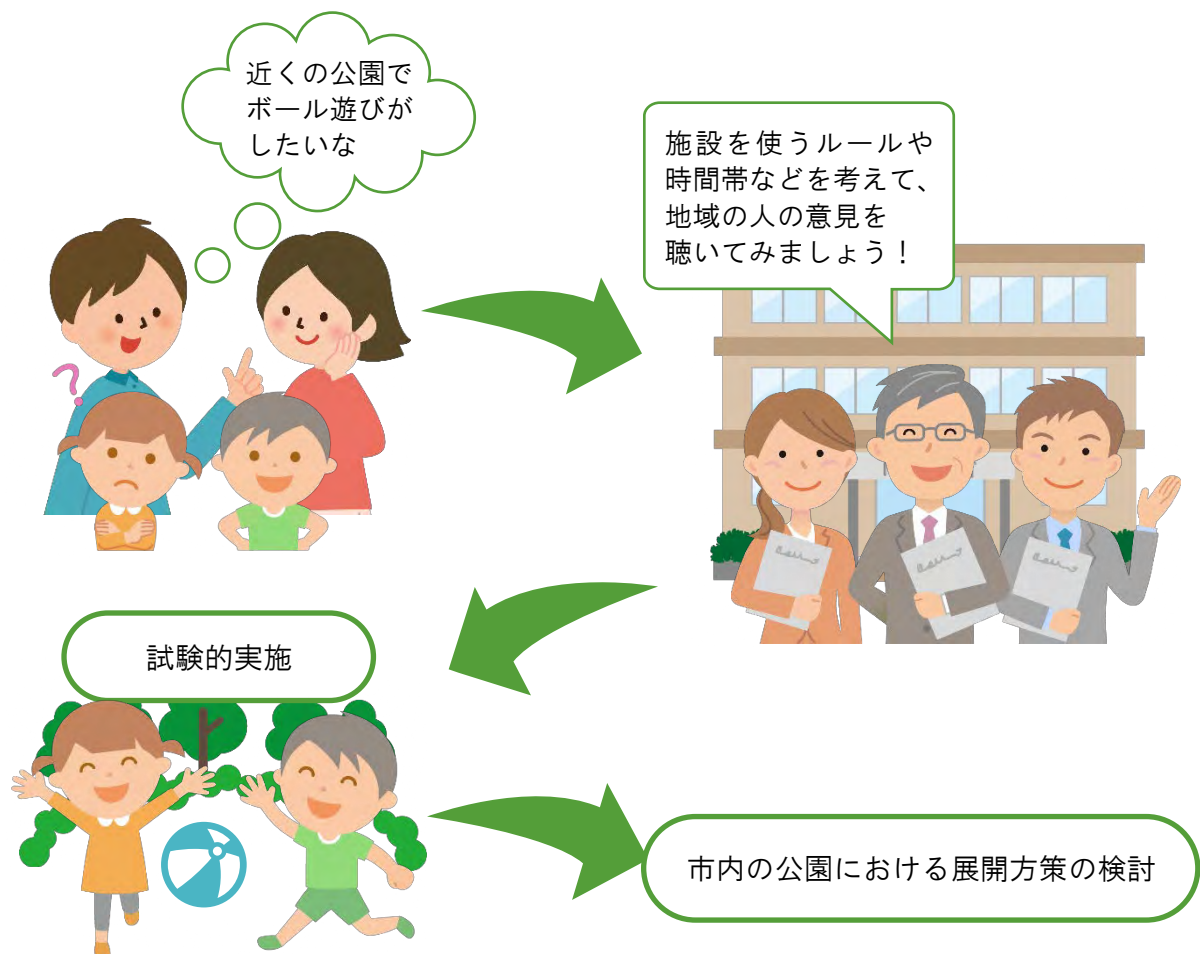 近くの公園で
ボール遊びが
したいな
施設を使うルールや
時間帯などを考えて、
地域の人の意見を
聴いてみましょう！
試験的実施
市内の公園における展開方策の検討